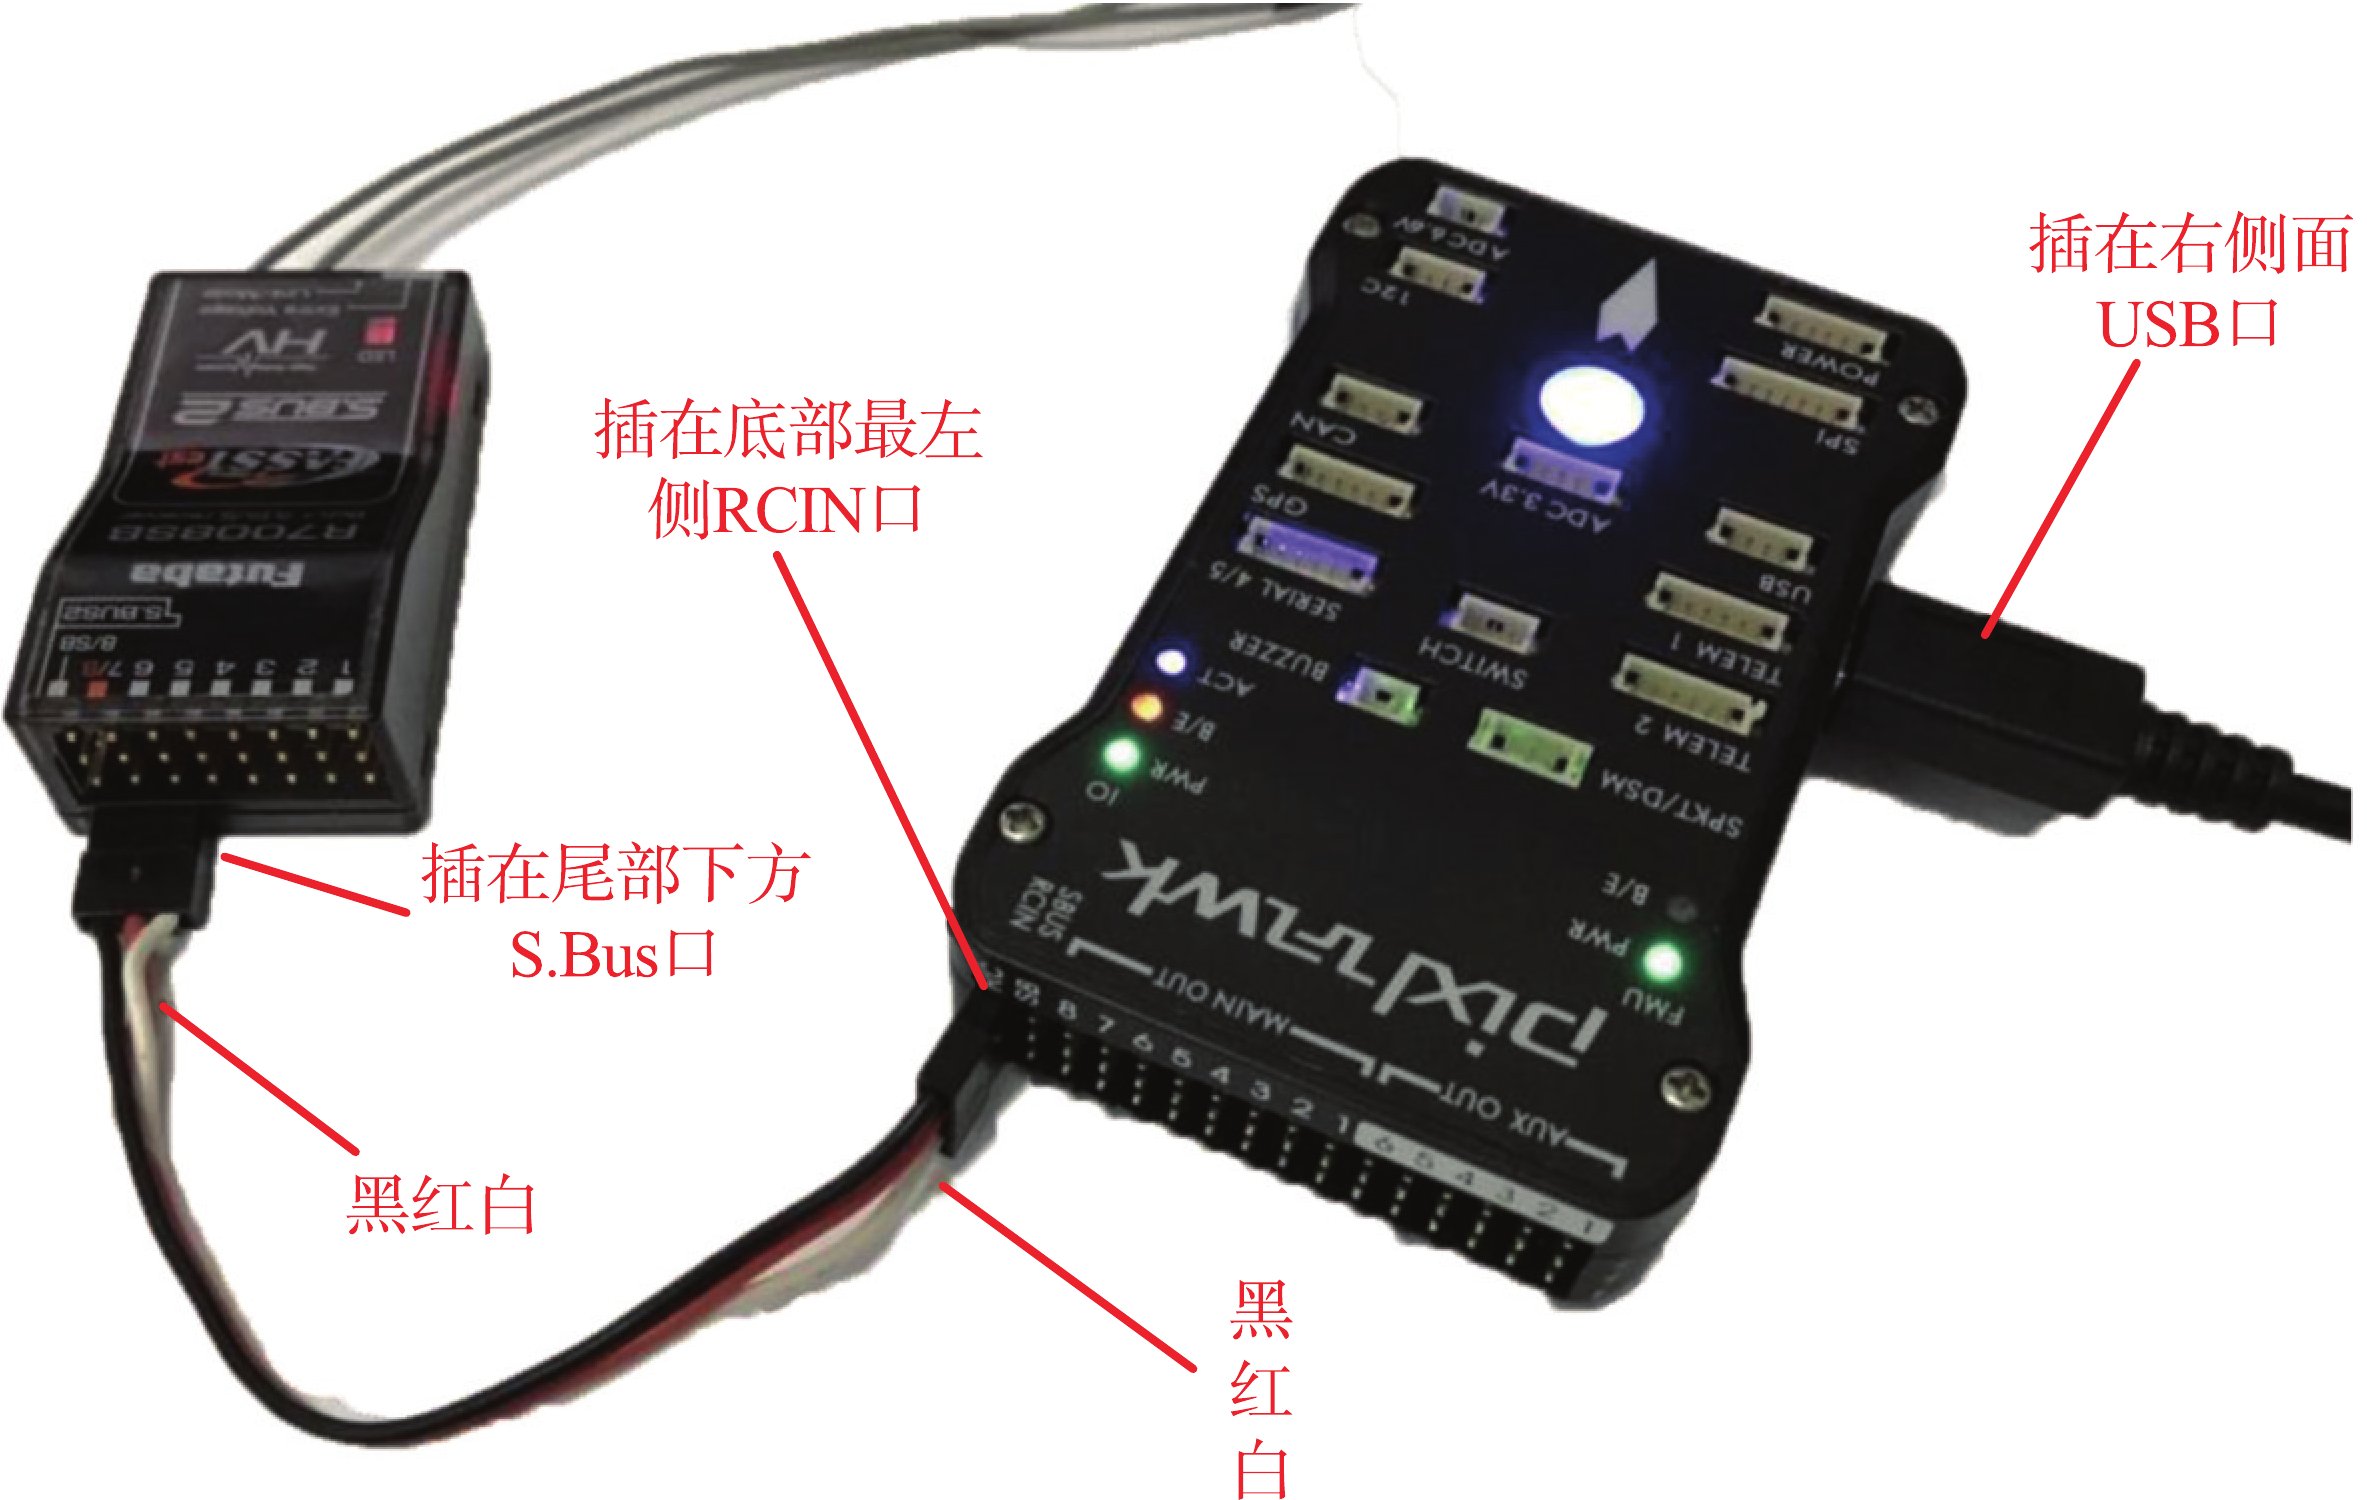 插在右侧面
USB口
插在底部最左
侧RCIN口
插在尾部下方
S.Bus口
黑红白
黑
红
白
Extra Voltage
HV
LED
S.BUS2
FASSTest
R7008SB
Futaba
S.BUS2
B/SB
7/B 6 5 4 3 2 1
ADC 6.6V
I2C
POWER
SPI
CAN
GPS
ADC 3.3V
SERIAL 4/5
USB
TELEM 1
SWITCH
BUZZER
TELEM 2
ACT
B/E
PWR
IO
SPKT/DSM
B/E
PWR
FMU
pixhawk
RCIN
SBUS
MAIN OUT
AUX OUT
SB 8 7 6 5 4 3 2 1
6 5 4 3 2 1